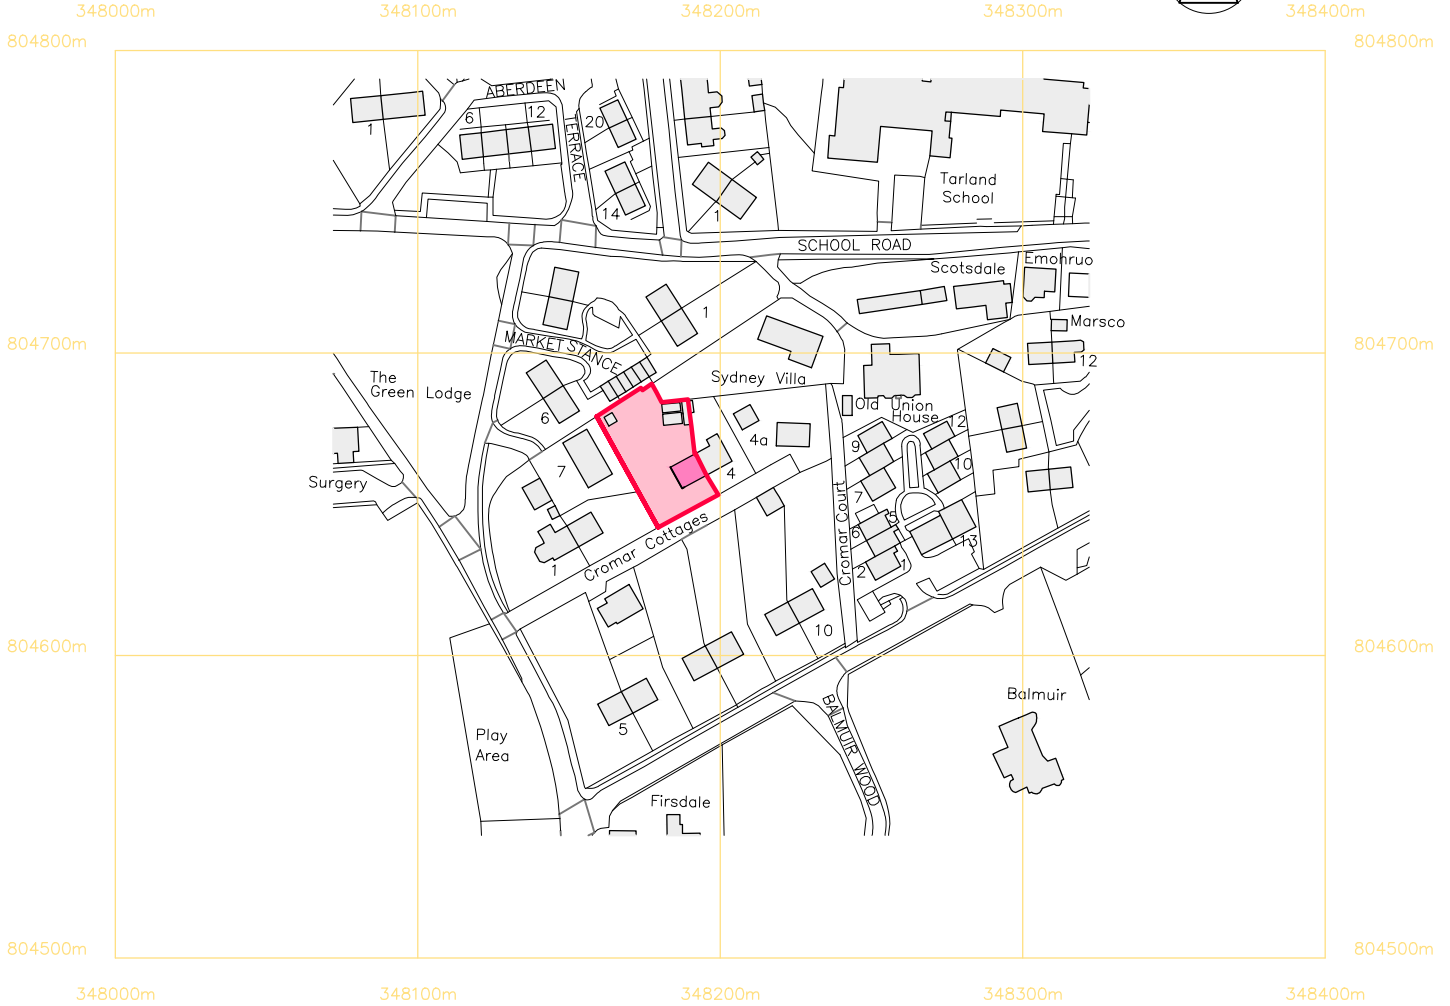 348000m
348100m
348200m
348300m
348400m
804800m
804800m
ABERDEEN
TERRACE
1
6
12
20
14
1
Tarland
School
SCHOOL ROAD
Scotsdale
Emohruo
Marsco
12
1
MARKET STANCE
804700m
804700m
The
Green Lodge
Sydney Villa
6
Old Union
House
4a
4
7
9
12
10
7
Surgery
5
6
13
2
1
1
Cromar Cottages
Cromar Court
10
804600m
804600m
5
Play
Area
Balmuir
BALMUIR WOOD
Firsdale
804500m
804500m
348000m
348100m
348200m
348300m
348400m